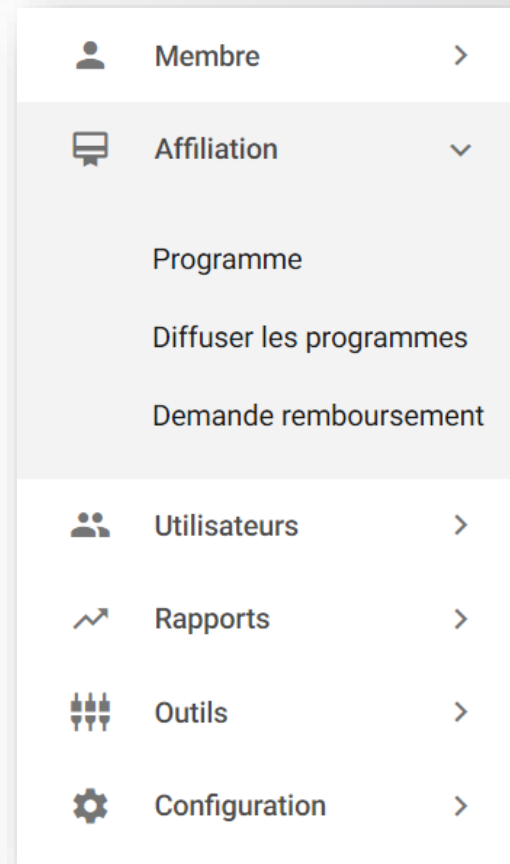 Membre
Affiliation
Programme
Diffuser les programmes
Demande remboursement
Utilisateurs
Rapports
Outils
Configuration